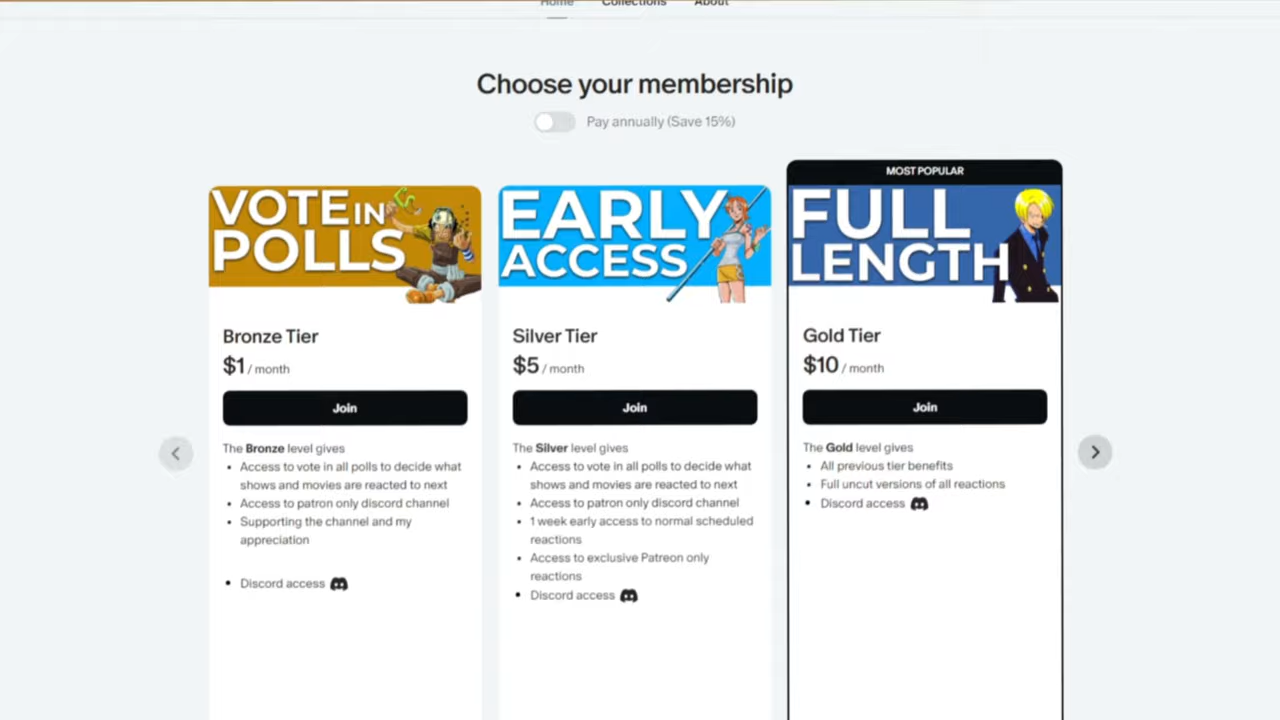 Home Collections About
Choose your membership
Pay annually (Save 15%)
MOST POPULAR
VOTE IN
POLLS
Bronze Tier
$1 / month
Join
The Bronze level gives
• Access to vote in all polls to decide what
shows and movies are reacted to next
• Access to patron only discord channel
• Supporting the channel and my
appreciation
• Discord access
EARLY
ACCESS
Silver Tier
$5 / month
Join
The Silver level gives
• Access to vote in all polls to decide what
shows and movies are reacted to next
• Access to patron only discord channel
• 1 week early access to normal scheduled
reactions
• Access to exclusive Patreon only
reactions
• Discord access
FULL
LENGTH
Gold Tier
$10 / month
Join
The Gold level gives
• All previous tier benefits
• Full uncut versions of all reactions
• Discord access